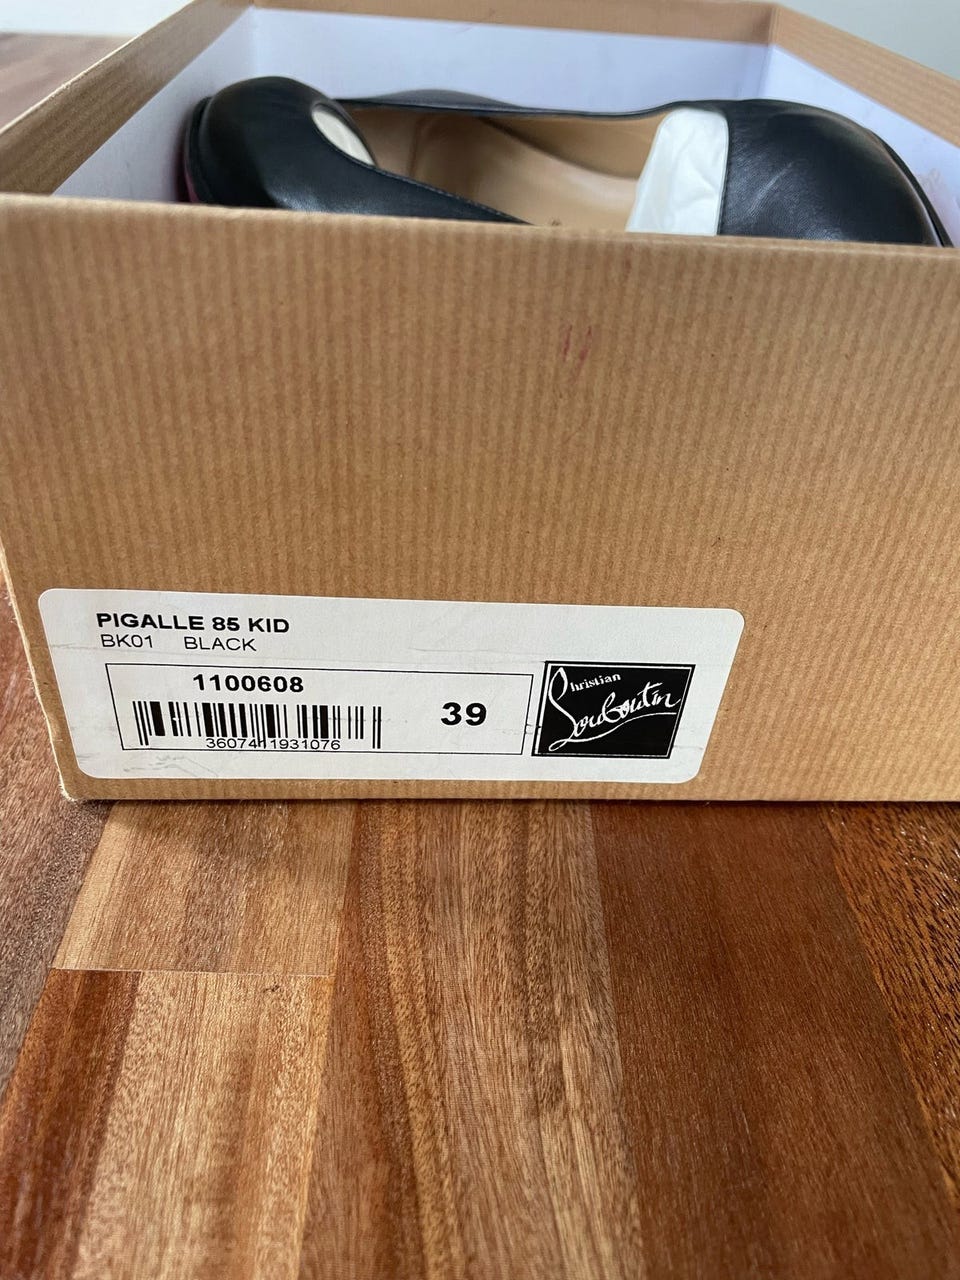 PIGALLE 85 KID
BK01 BLACK
1100608
3607411931076
39
Christian
Louboutin